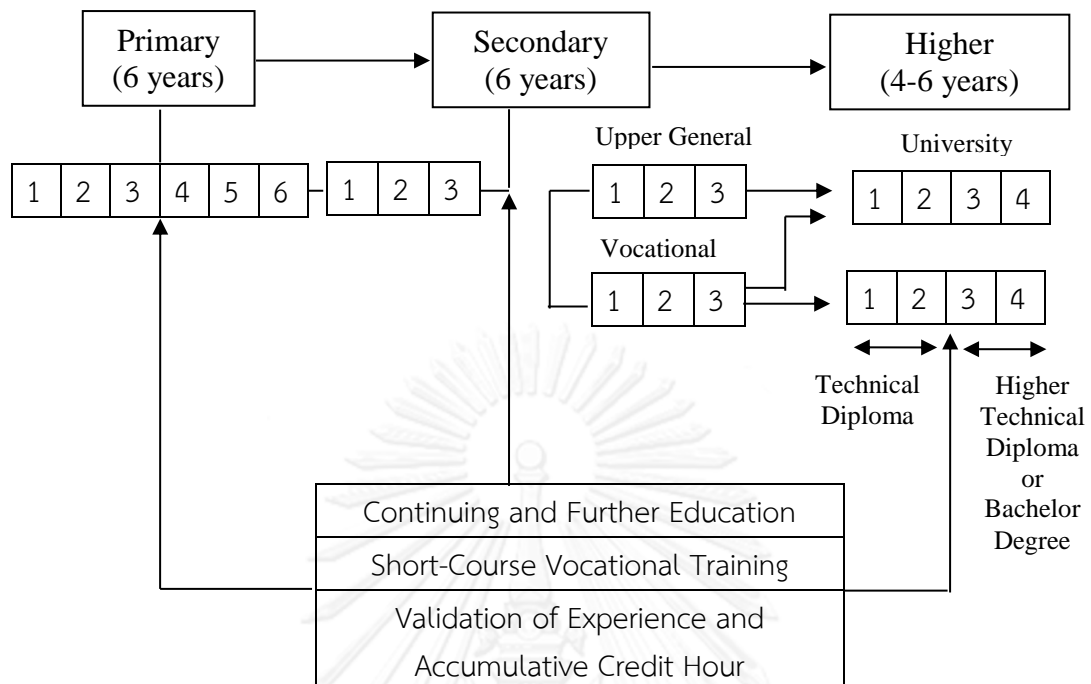 Primary
(6 years)
Secondary
(6 years)
Higher
(4-6 years)
Upper General
University
1 2 3 4 5 6
1 2 3
1 2 3
1 2 3 4
Vocational
1 2 3
1 2 3 4
Technical
Diploma
Higher
Technical
Diploma
or
Bachelor
Degree
Continuing and Further Education
Short-Course Vocational Training
Validation of Experience and
Accumulative Credit Hour